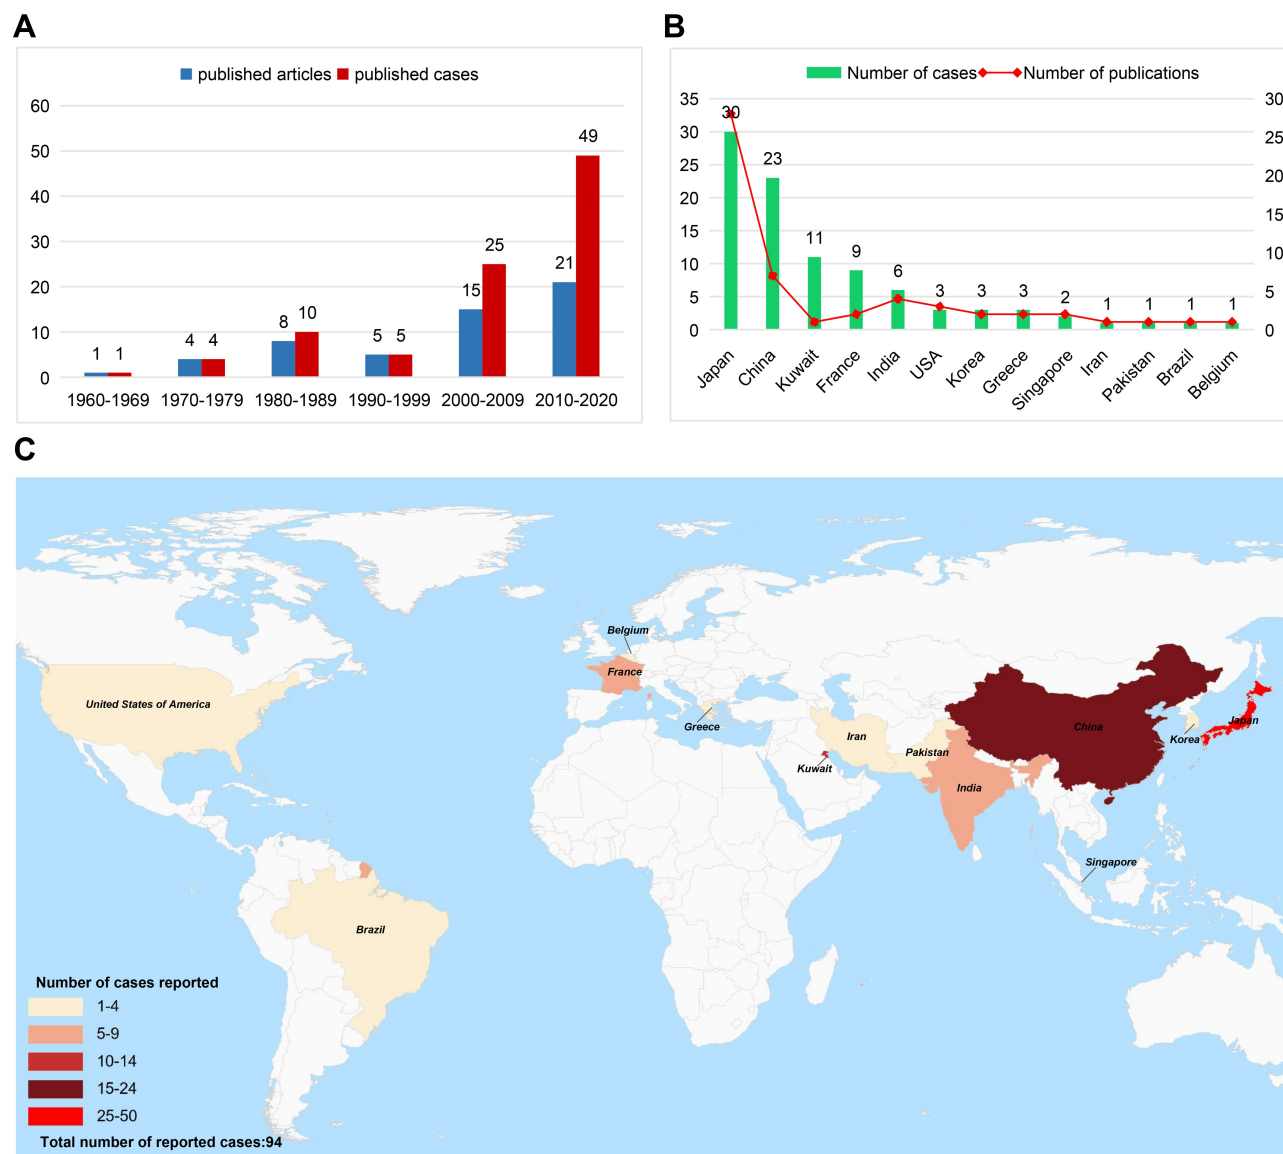 A
published articles published cases
60
50
40
30
20
10
0
1 1 4 4 8 10 5 5 15 25 21 49
1960-1969 1970-1979 1980-1989 1990-1999 2000-2009 2010-2020
B
Number of cases Number of publications
35
30
25
20
15
10
5
0
30 23 11 9 6 3 3 3 2 1 1 1 1
30
25
20
15
10
5
0
Japan China Kuwait France India USA Korea Greece Singapore Iran Pakistan Brazil Belgium
C
Belgium
France
United States of America
Greece
Iran
Kuwait
Pakistan
India
China
Korea
Japan
Singapore
Brazil
Number of cases reported
1-4
5-9
10-14
15-24
25-50
Total number of reported cases:94